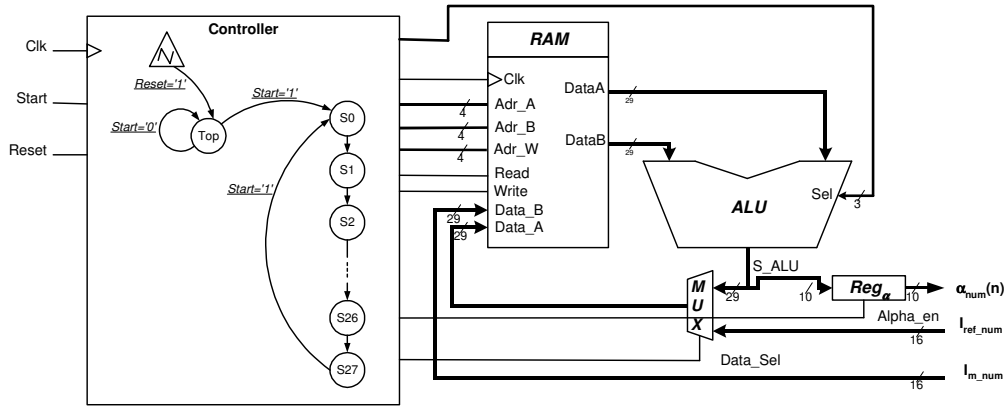 Controller
Clk
Start
Reset
Reset='1'
Start='0'
Top
Start='1'
Start='1'
S0
S1
S2
S26
S27
RAM
Clk
Adr_A
Adr_B
Adr_W
Read
Write
Data_B
Data_A
DataA
DataB
4
4
4
29
29
29
29
ALU
Sel
3
S_ALU
MUX
29
10
Reg α
10
α num(n)
Alpha_en
I ref_num
16
Data_Sel
I m_num
16